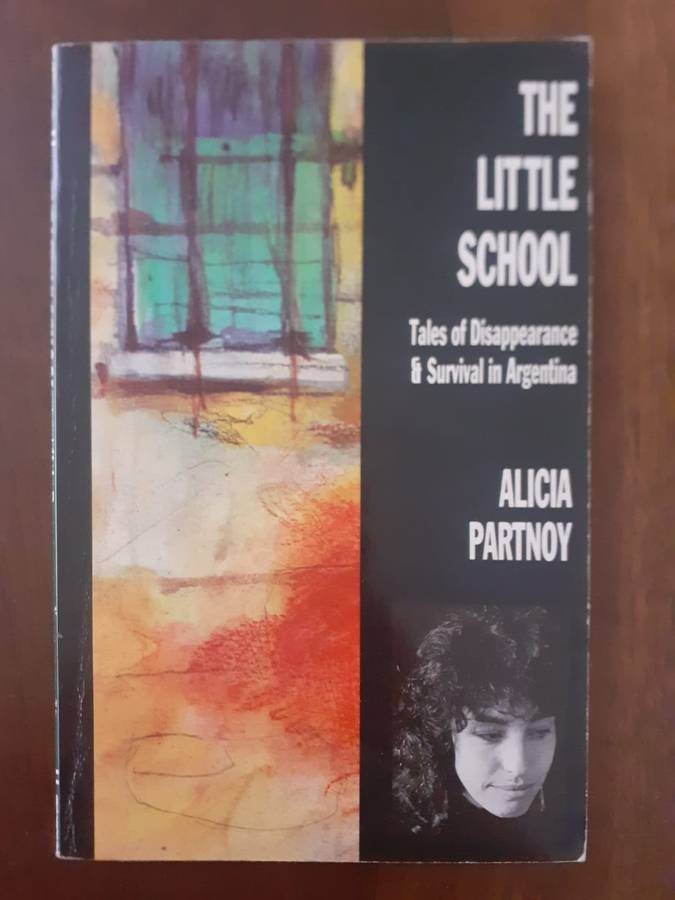 THE
LITTLE
SCHOOL
Tales of Disappearance
& Survival in Argentina
ALICIA
PARTNOY